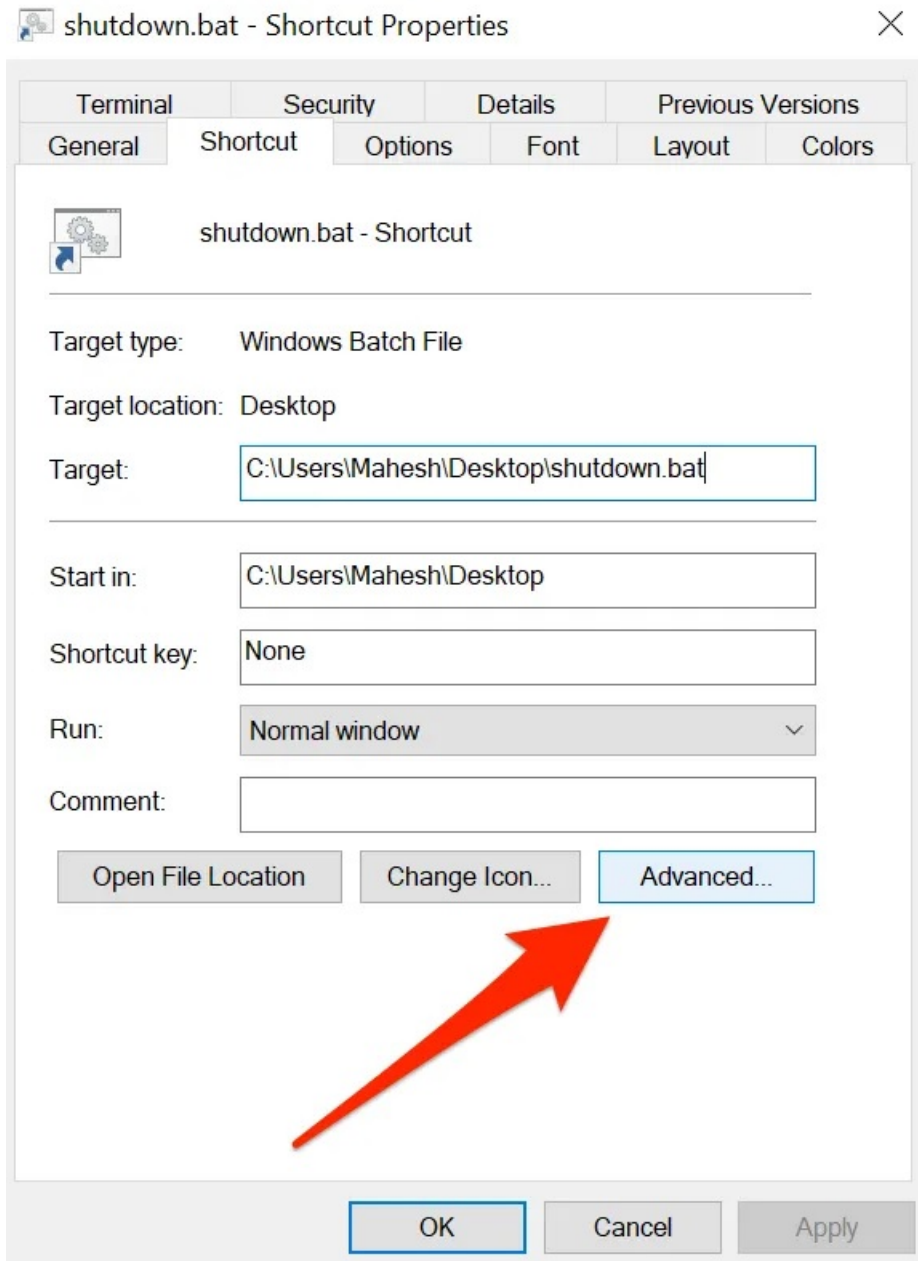 shutdown.bat - Shortcut Properties
Terminal Security Details Previous Versions
General Shortcut Options Font Layout Colors
shutdown.bat - Shortcut
Target type: Windows Batch File
Target location: Desktop
Target: C:\Users\Mahesh\Desktop\shutdown.bat
Start in: C:\Users\Mahesh\Desktop
Shortcut key: None
Run: Normal window
Comment:
Open File Location Change Icon... Advanced...
OK Cancel Apply